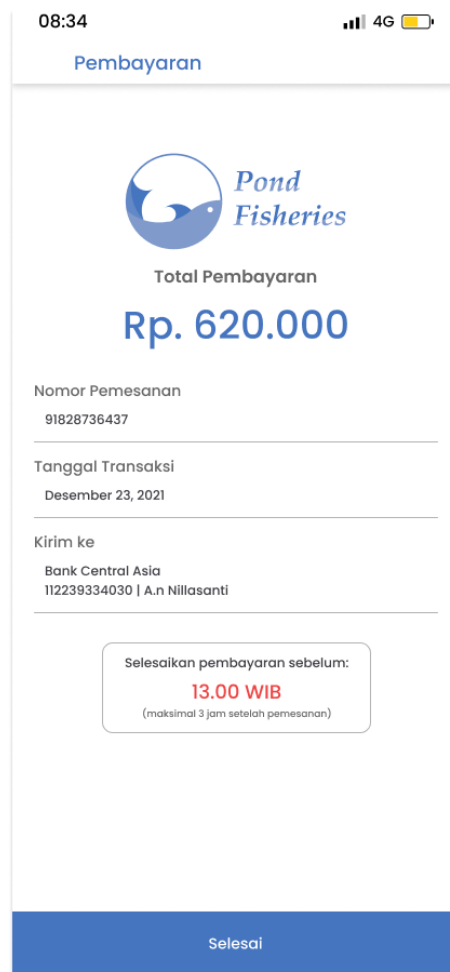 08:34
4G
Pembayaran
Pond
Fisheries
Total Pembayaran
Rp. 620.000
Nomor Pemesanan
91828736437
Tanggal Transaksi
Desember 23, 2021
Kirim ke
Bank Central Asia
112239334030 | A.n Nillasanti
Selesaikan pembayaran sebelum:
13.00 WIB
(maksimal 3 jam setelah pemesanan)
Selesai